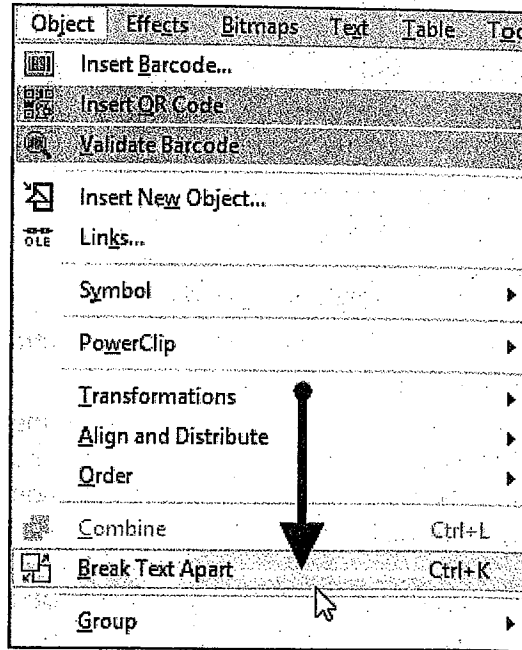 Object Effects Bitmaps Text Table
Insert Barcode...
Insert QR Code
Validate Barcode
Insert New Object...
OLE Links...
Symbol
PowerClip
Transformations
Align and Distribute
Order
Combine Ctrl+L
Break Text Apart Ctrl+K
Group